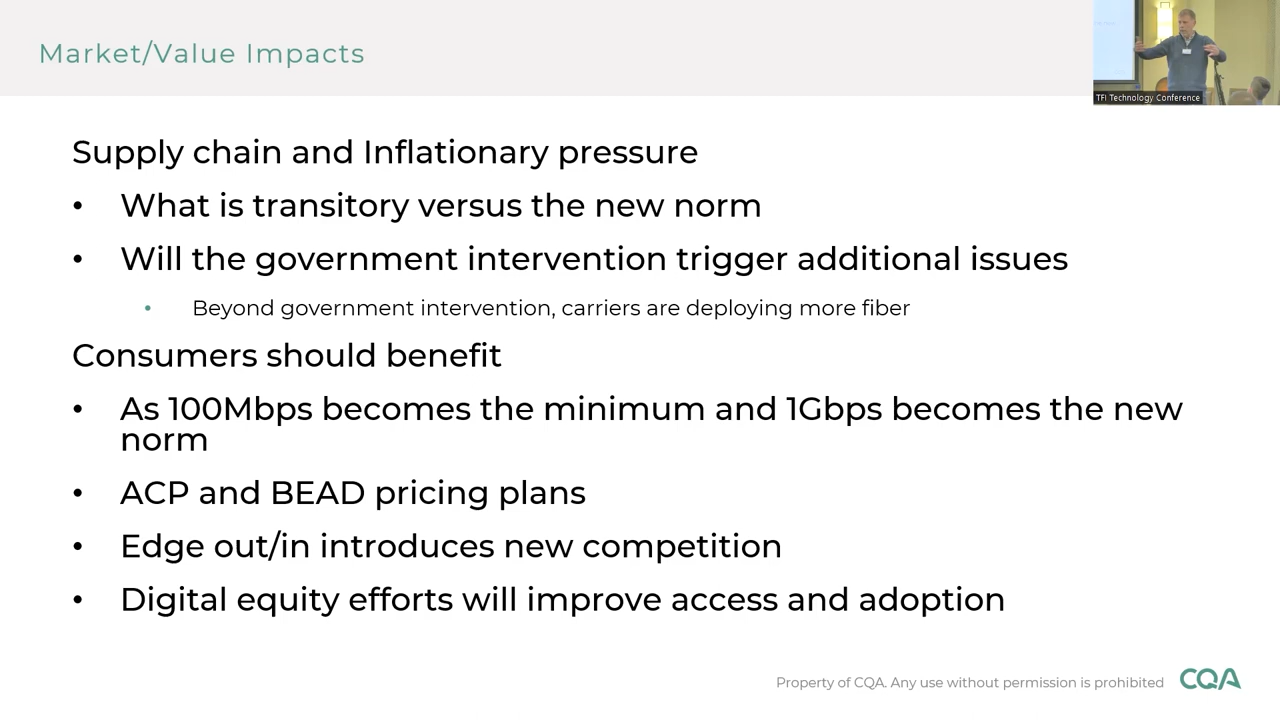 Market/Value Impacts
TFI Technology Conference
Supply chain and Inflationary pressure
• What is transitory versus the new norm
• Will the government intervention trigger additional issues
• Beyond government intervention, carriers are deploying more fiber
Consumers should benefit
• As 100Mbps becomes the minimum and 1Gbps becomes the new
norm
• ACP and BEAD pricing plans
• Edge out/in introduces new competition
• Digital equity efforts will improve access and adoption
Property of CQA. Any use without permission is prohibited
CQA